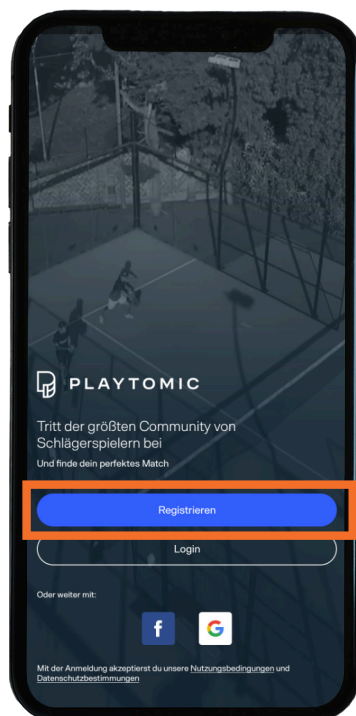 PLAYTOMIC
Tritt der größten Community von
Schlägerspielern bei
Und finde dein perfektes Match
Registrieren
Login
Oder weiter mit:
f
G
Mit der Anmeldung akzeptierst du unsere Nutzungsbedingungen und
Datenschutzbestimmungen